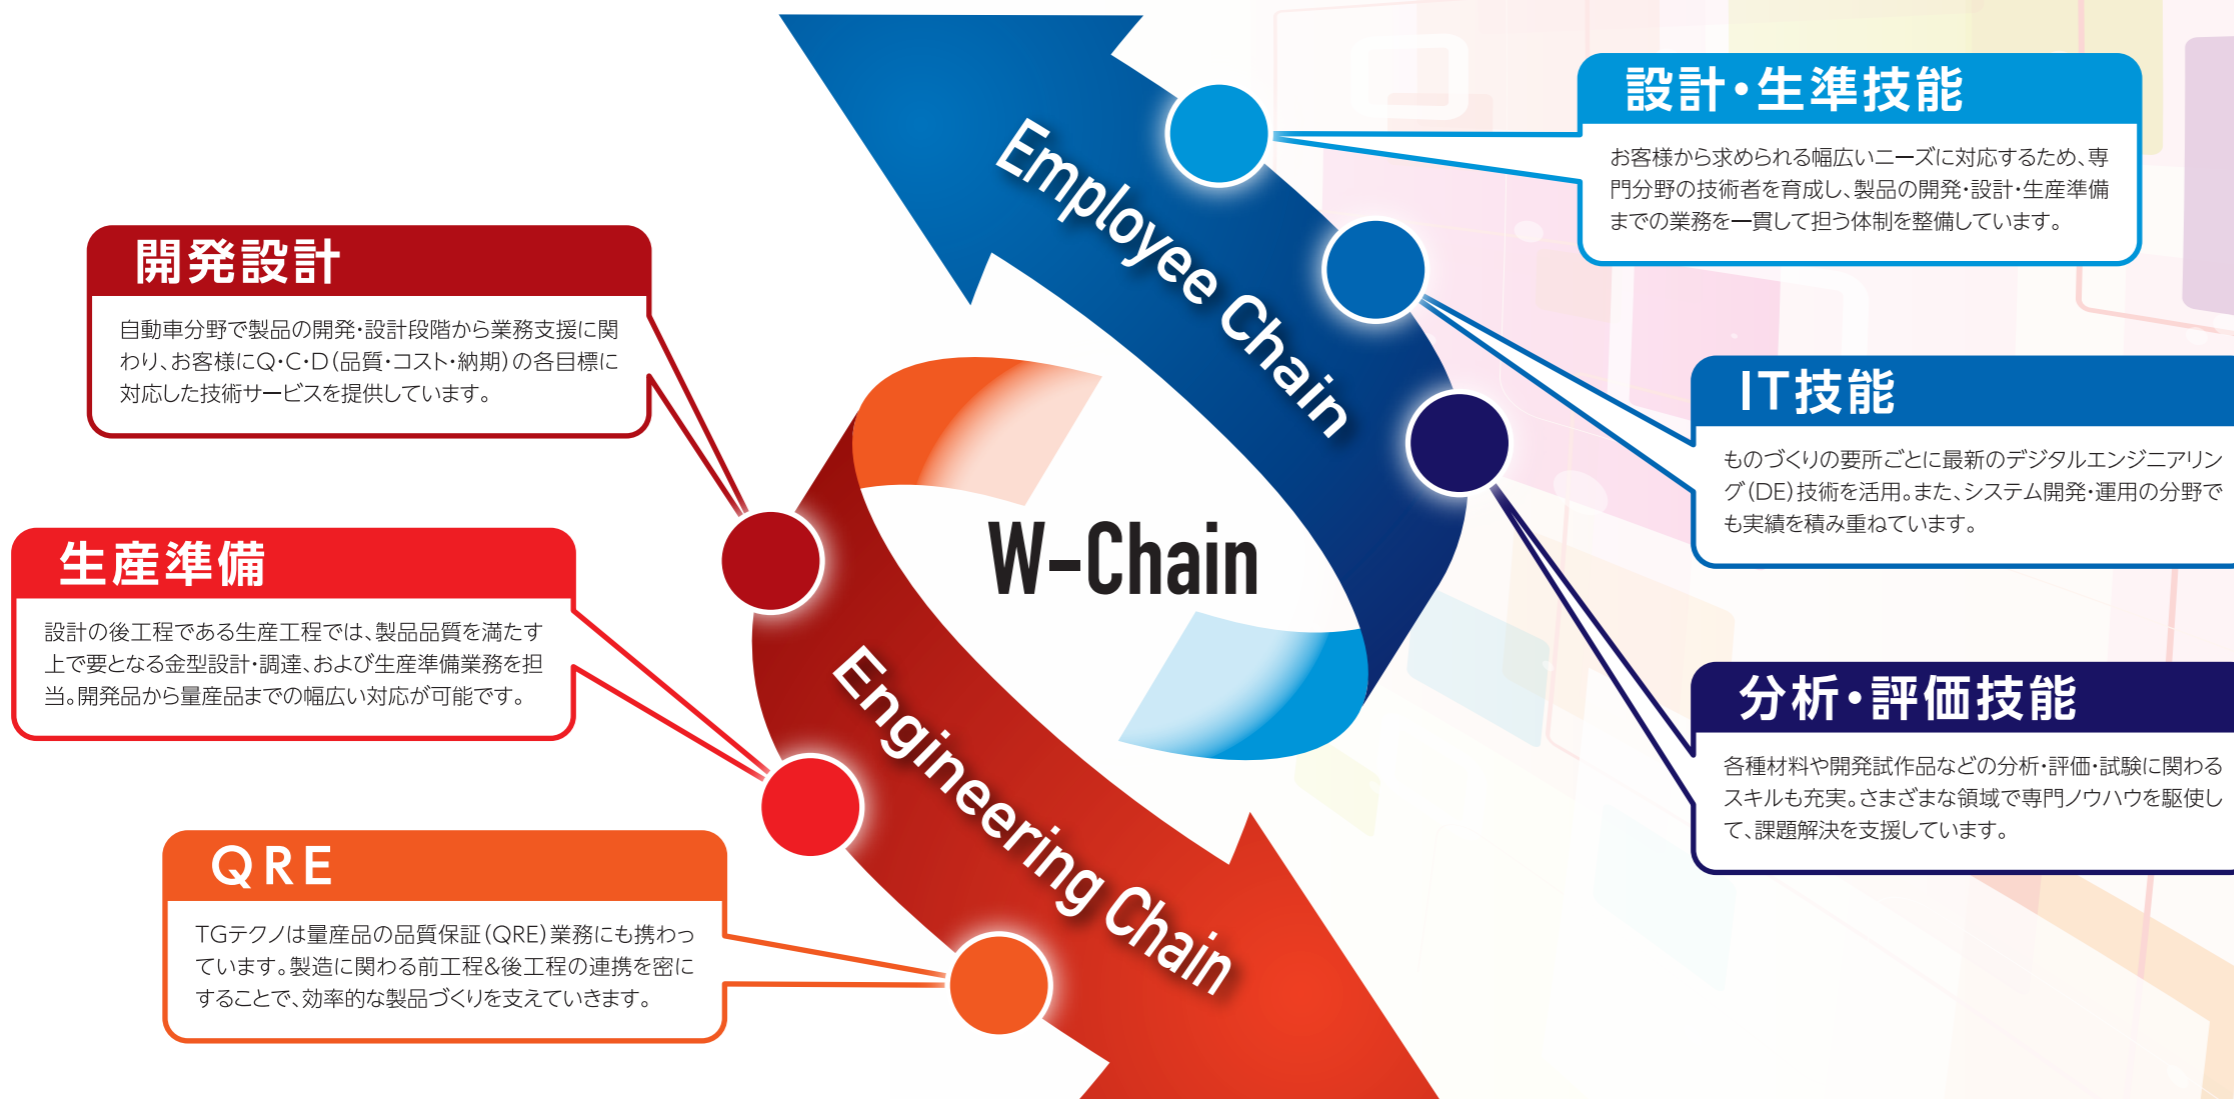 開発設計
自動車分野で製品の開発・設計段階から業務支援に関
わり、お客様にQ・C・D（品質・コスト・納期）の各目標に
対応した技術サービスを提供しています。
生産準備
設計の後工程である生産工程では、製品品質を満たす
上で要となる金型設計・調達、および生産準備業務を担
当。開発品から量産品までの幅広い対応が可能です。
QRE
TGテクノは量産品の品質保証（QRE）業務にも携わっ
ています。製造に関わる前工程&後工程の連携を密に
することで、効率的な製品づくりを支えていきます。
Employee Chain
W-Chain
Engineering Chain
設計・生準技能
お客様から求められる幅広いニーズに対応するため、専
門分野の技術者を育成し、製品の開発・設計・生産準備
までの業務を一貫して担う体制を整備しています。
IT技能
ものづくりの要所ごとに最新のデジタルエンジニアリン
グ（DE）技術を活用。また、システム開発・運用の分野で
も実績を積み重ねています。
分析・評価技能
各種材料や開発試作品などの分析・評価・試験に関わる
スキルも充実。さまざまな領域で専門ノウハウを駆使し
て、課題解決を支援しています。